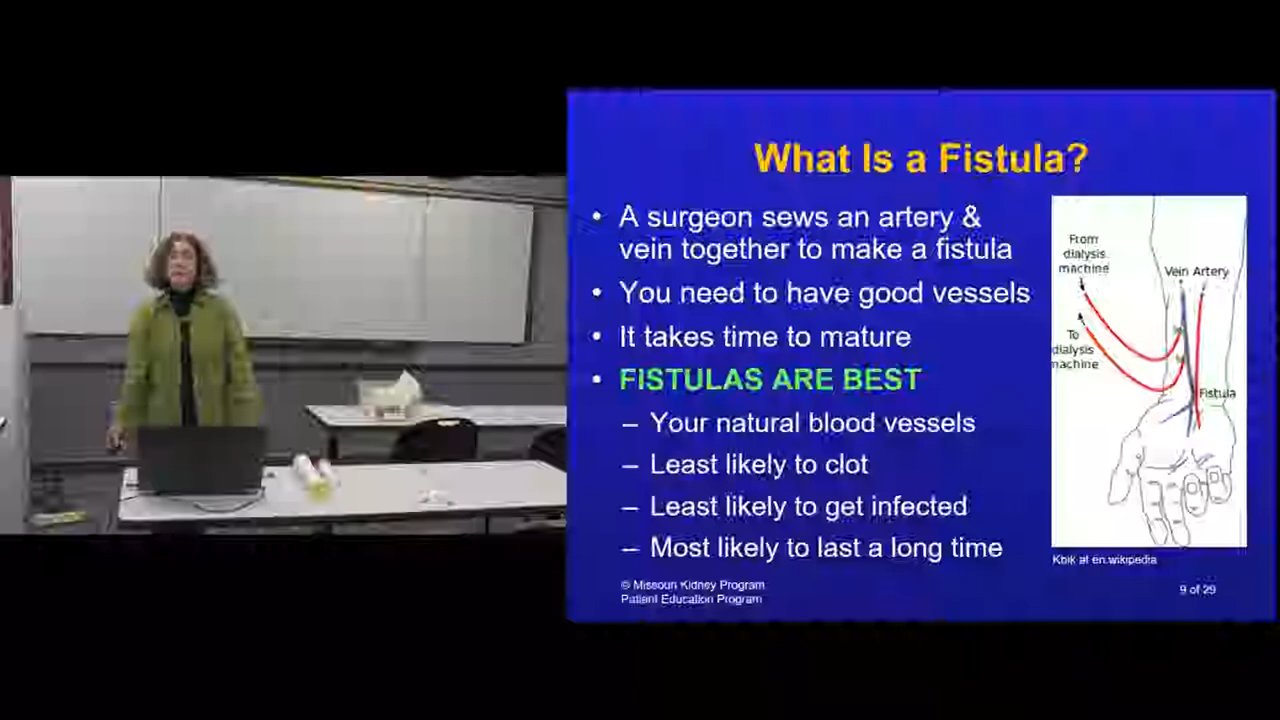 What Is a Fistula?
• A surgeon sews an artery &
vein together to make a fistula
• You need to have good vessels
• It takes time to mature
• FISTULAS ARE BEST
– Your natural blood vessels
– Least likely to clot
– Least likely to get infected
– Most likely to last a long time
From
dialysis
machine
Vein Artery
To
dialysis
machine
Fistula
Kbik at en.wikipedia
© Missouri Kidney Program
Patient Education Program
9 of 29